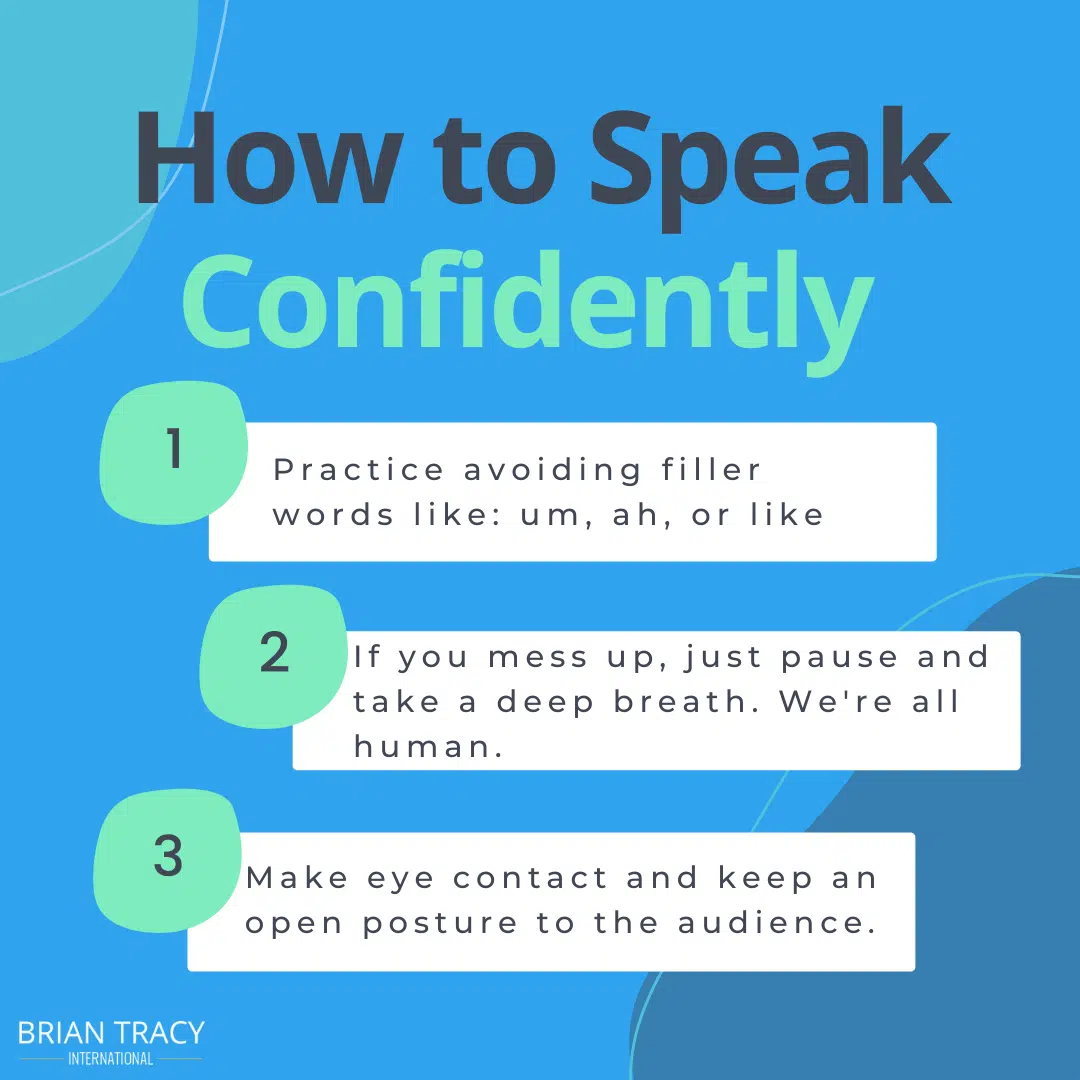 How to Speak
Confidently
1
Practice avoiding filler
words like: um, ah, or like
2
If you mess up, just pause and
take a deep breath. We're all
human.
3
Make eye contact and keep an
open posture to the audience.
BRIAN TRACY
INTERNATIONAL